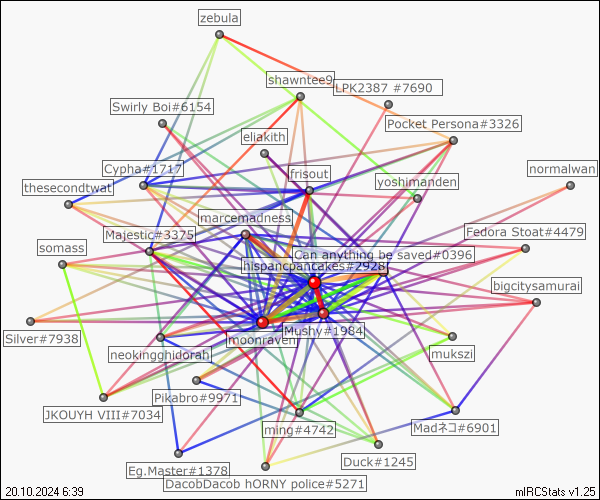 zebula
shawntee9
LPK2387 #7690
Swirly Boi#6154
Pocket Persona#3326
eliakith
Cypha#1717
frisout
normalwan
yoshimanden
thesecondtwat
marcemadness
Majestic#3375
Fedora Stoat#4479
somass
Can anything be saved#0396
hispancpancakes#2928
bigcitysamurai
Silver#7938
Mushy#1984
moonraven
neokingghidorah
mukszi
Pikabro#9971
JKOUYH VIII#7034
ming#4742
Madネコ#6901
Duck#1245
Eg.Master#1378
DacobDacob hORNY police#5271
20.10.2024 6:39
mIRCStats v1.25